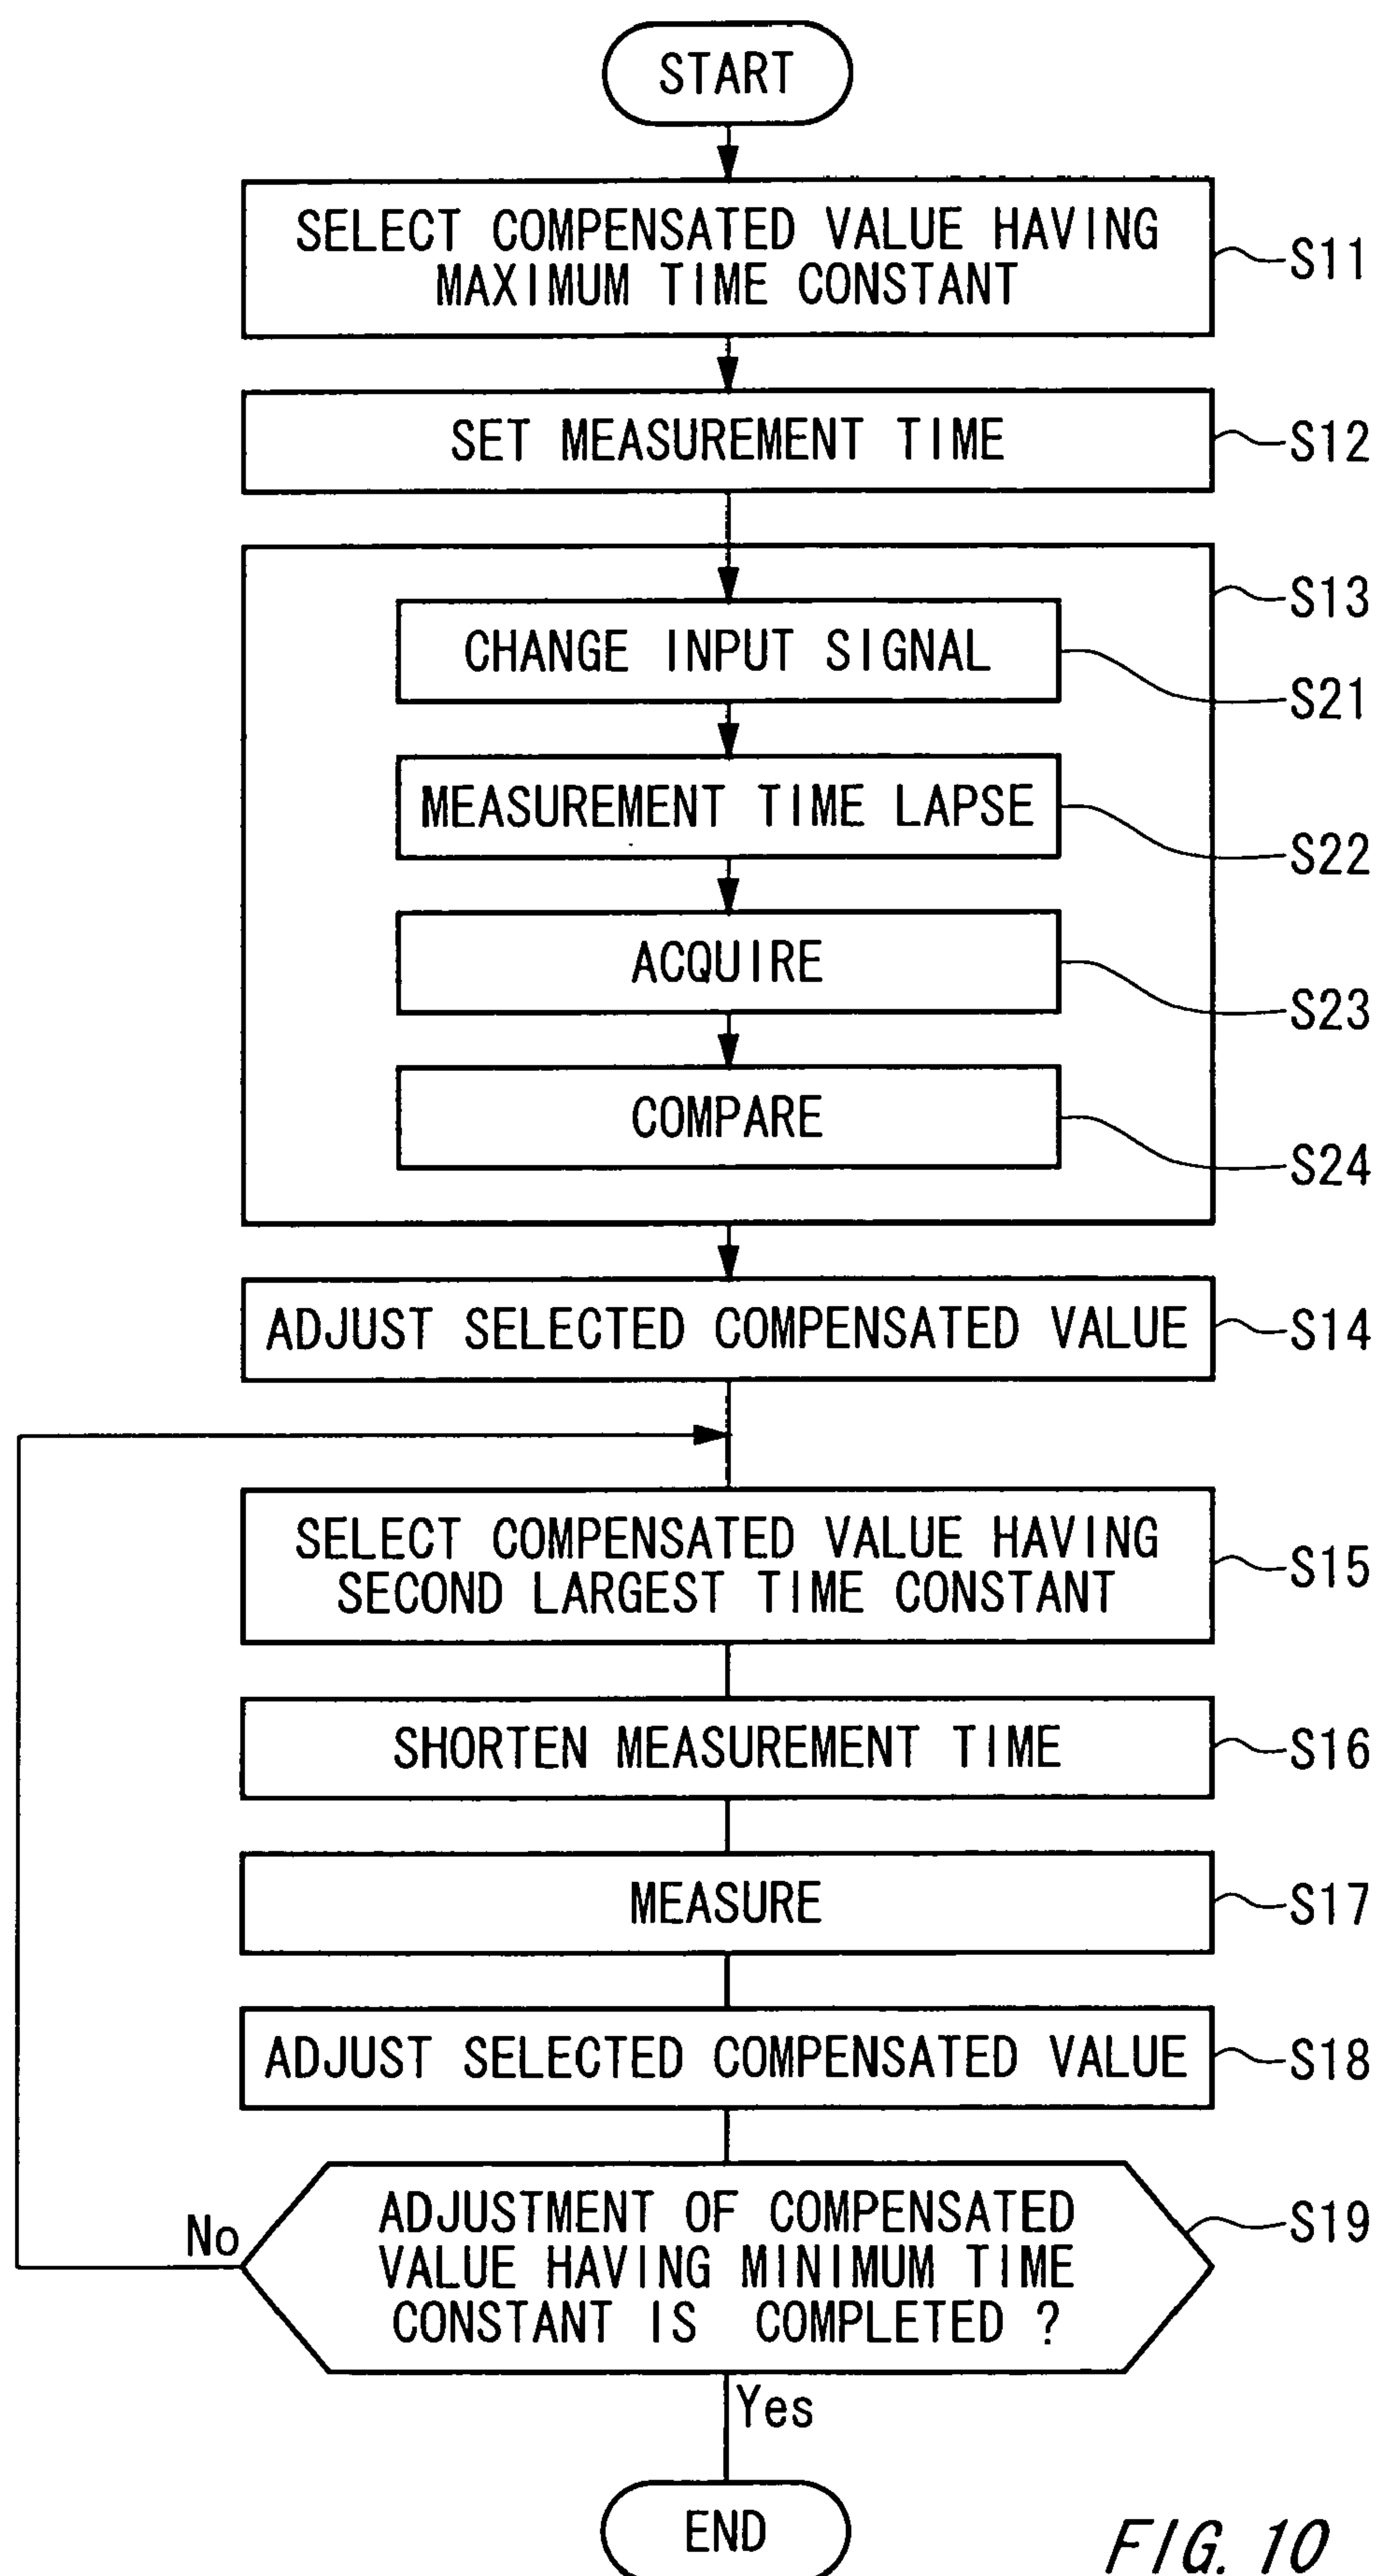 START
SELECT COMPENSATED VALUE HAVING
MAXIMUM TIME CONSTANT
S11
SET MEASUREMENT TIME
S12
S13
CHANGE INPUT SIGNAL
S21
MEASUREMENT TIME LAPSE
S22
ACQUIRE
S23
COMPARE
S24
ADJUST SELECTED COMPENSATED VALUE
S14
SELECT COMPENSATED VALUE HAVING
SECOND LARGEST TIME CONSTANT
S15
SHORTEN MEASUREMENT TIME
S16
MEASURE
S17
ADJUST SELECTED COMPENSATED VALUE
S18
No
ADJUSTMENT OF COMPENSATED
VALUE HAVING MINIMUM TIME
CONSTANT IS COMPLETED ?
S19
Yes
END
FIG. 10